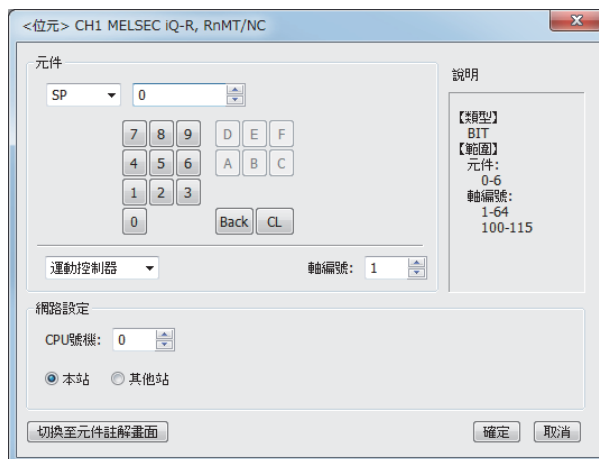 <位元> CH1 MELSEC iQ-R, RnMT/NC
元件
SP 0
7 8 9 D E F
4 5 6 A B C
1 2 3
0 Back CL
運動控制器 軸編號: 1
說明
【類型】
BIT
【範圍】
元件:
0-6
軸編號:
1-64
100-115
網路設定
CPU號機: 0
本站 其他站
切換至元件註解畫面 確定 取消